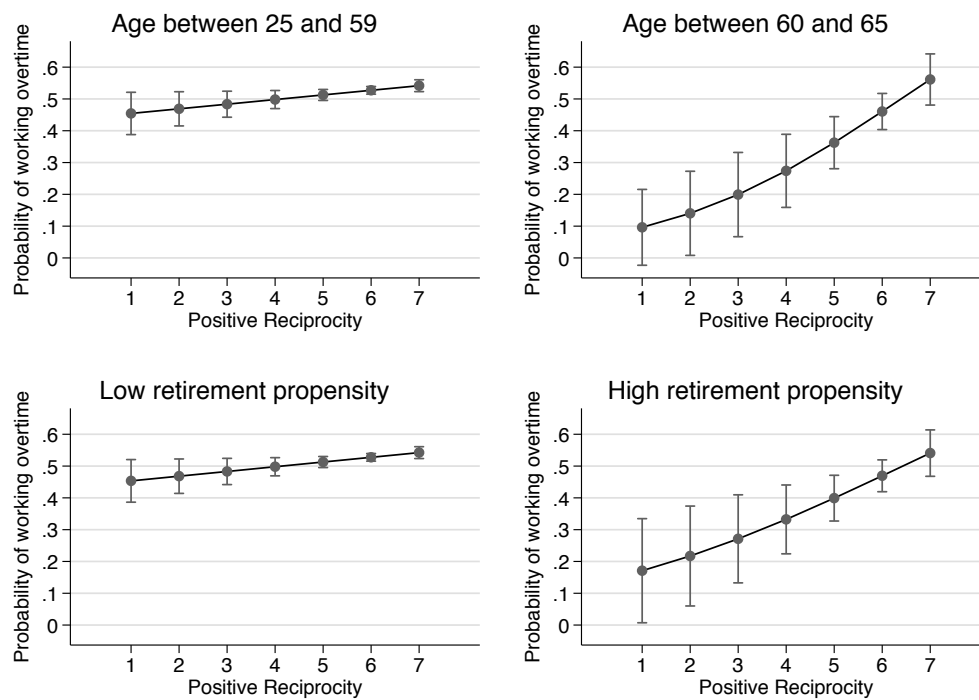 Age between 25 and 59
Probability of working overtime
.6
.5
.4
.3
.2
.1
0
1 2 3 4 5 6 7
Positive Reciprocity
Age between 60 and 65
Probability of working overtime
.6
.5
.4
.3
.2
.1
0
1 2 3 4 5 6 7
Positive Reciprocity
Low retirement propensity
Probability of working overtime
.6
.5
.4
.3
.2
.1
0
1 2 3 4 5 6 7
Positive Reciprocity
High retirement propensity
Probability of working overtime
.6
.5
.4
.3
.2
.1
0
1 2 3 4 5 6 7
Positive Reciprocity